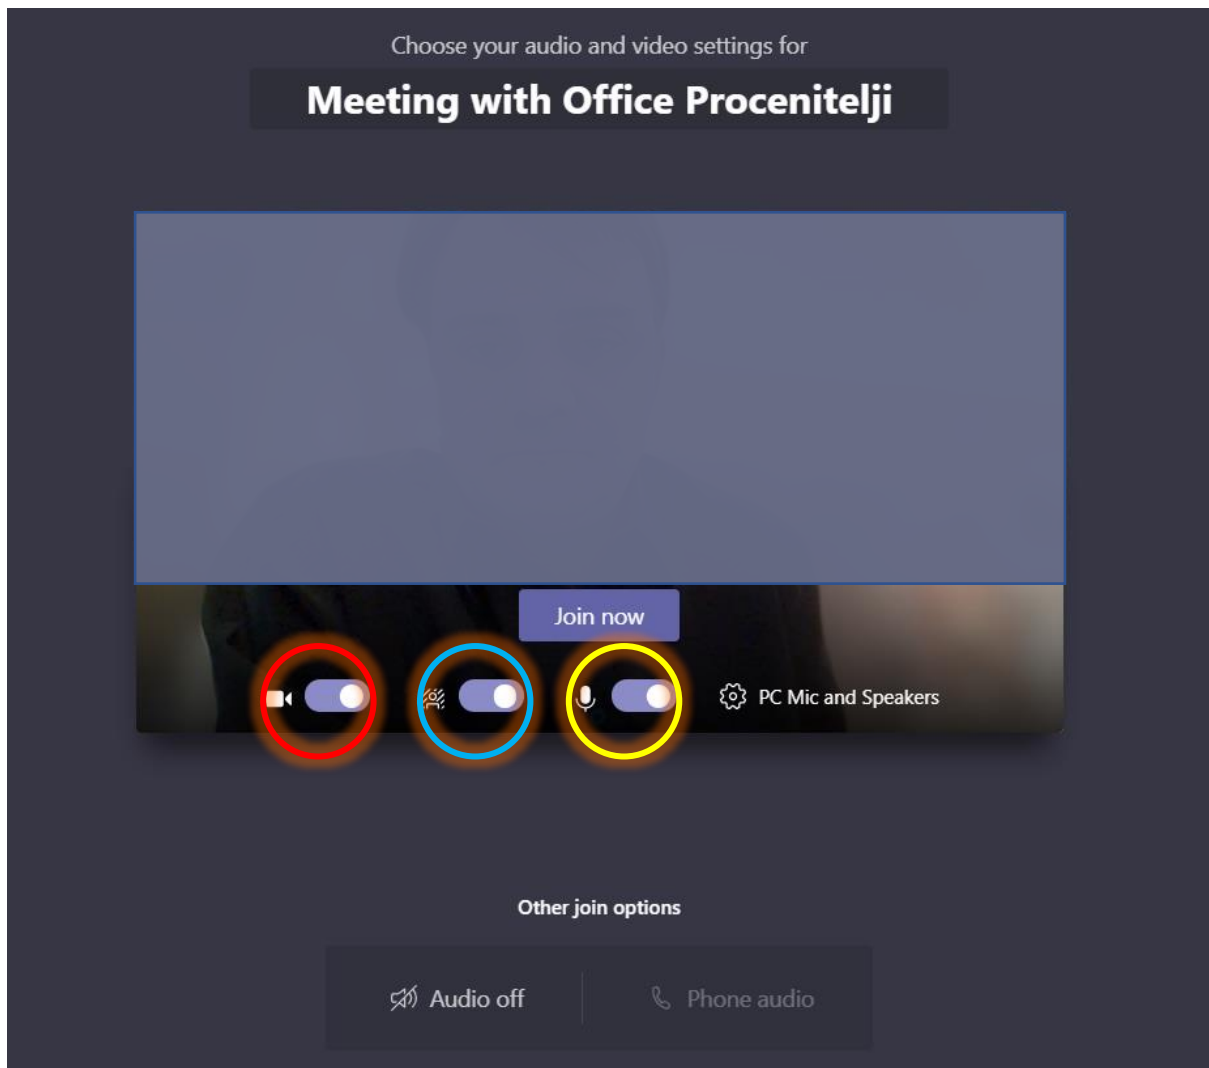 Choose your audio and video settings for
Meeting with Office Procenitelji
Join now
PC Mic and Speakers
Other join options
Audio off
Phone audio